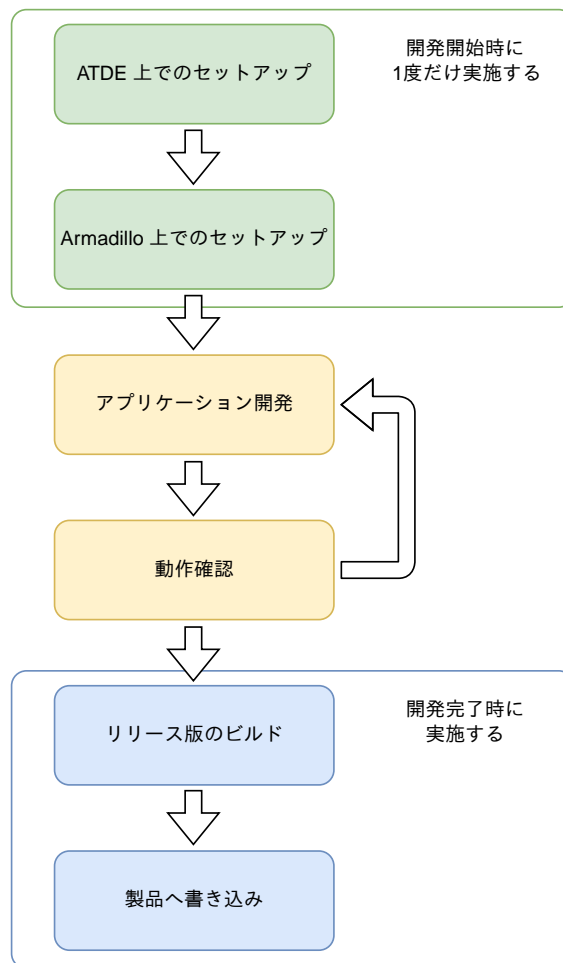 ATDE 上でのセットアップ
開発開始時に
1度だけ実施する
Armadillo 上でのセットアップ
アプリケーション開発
動作確認
リリース版のビルド
開発完了時に
実施する
製品へ書き込み